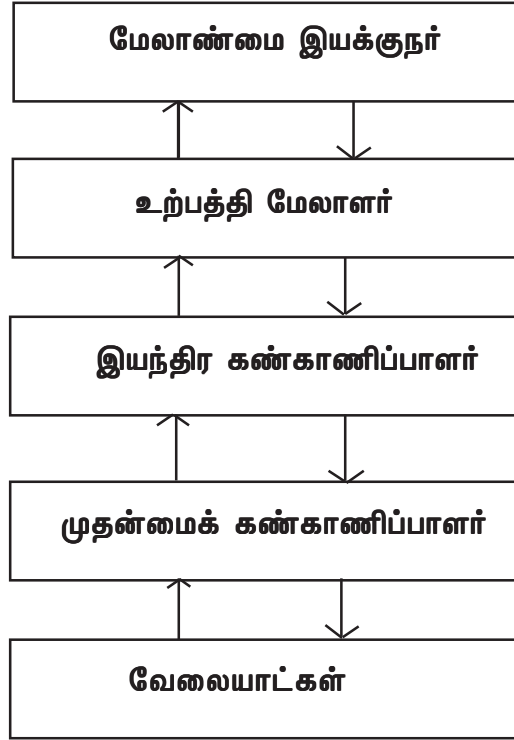 மேலாண்மை இயக்குநர்
உற்பத்தி மேலாளர்
இயந்திர கண்காணிப்பாளர்
முதன்மைக் கண்காணிப்பாளர்
வேலையாட்கள்